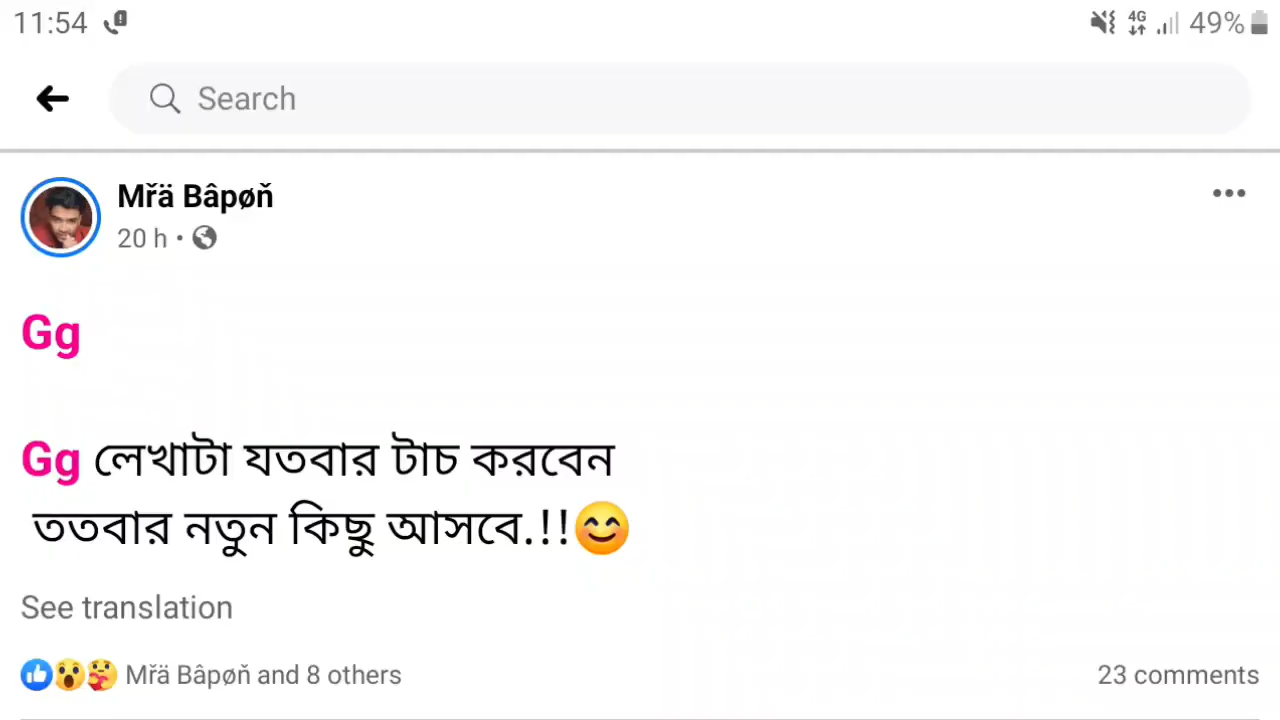 11:54 4G 49%
Search
Mřä Bâpøň
20 h •
Gg
Gg লেখাটা যতবার টাচ করবেন
ততবার নতুন কিছু আসবে.!!😊
See translation
Mřä Bâpøň and 8 others 23 comments